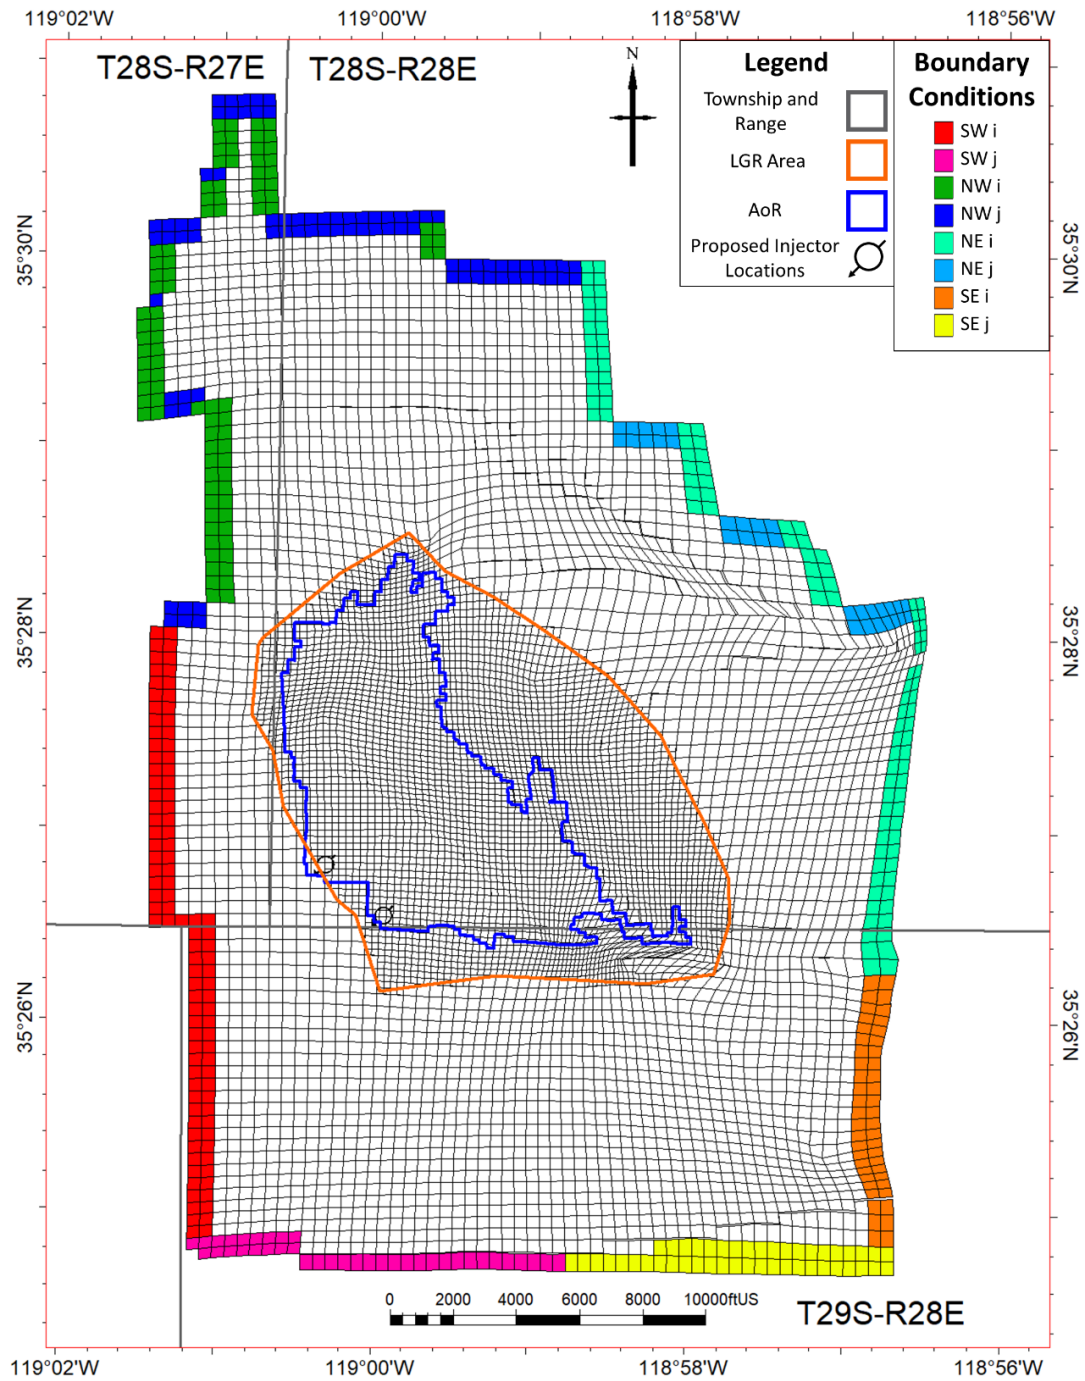 119°02'W 119°00'W 118°58'W 118°56'W
T28S-R27E T28S-R28E
N
Legend
Township and
Range
LGR Area
AoR
Proposed Injector
Locations
Boundary
Conditions
SW i
SW j
NW i
NW j
NE i
NE j
SE i
SE j
35°30'N 35°30'N
35°28'N 35°28'N
35°26'N 35°26'N
0 2000 4000 6000 8000 10000ftUS
T29S-R28E
119°02'W 119°00'W 118°58'W 118°56'W